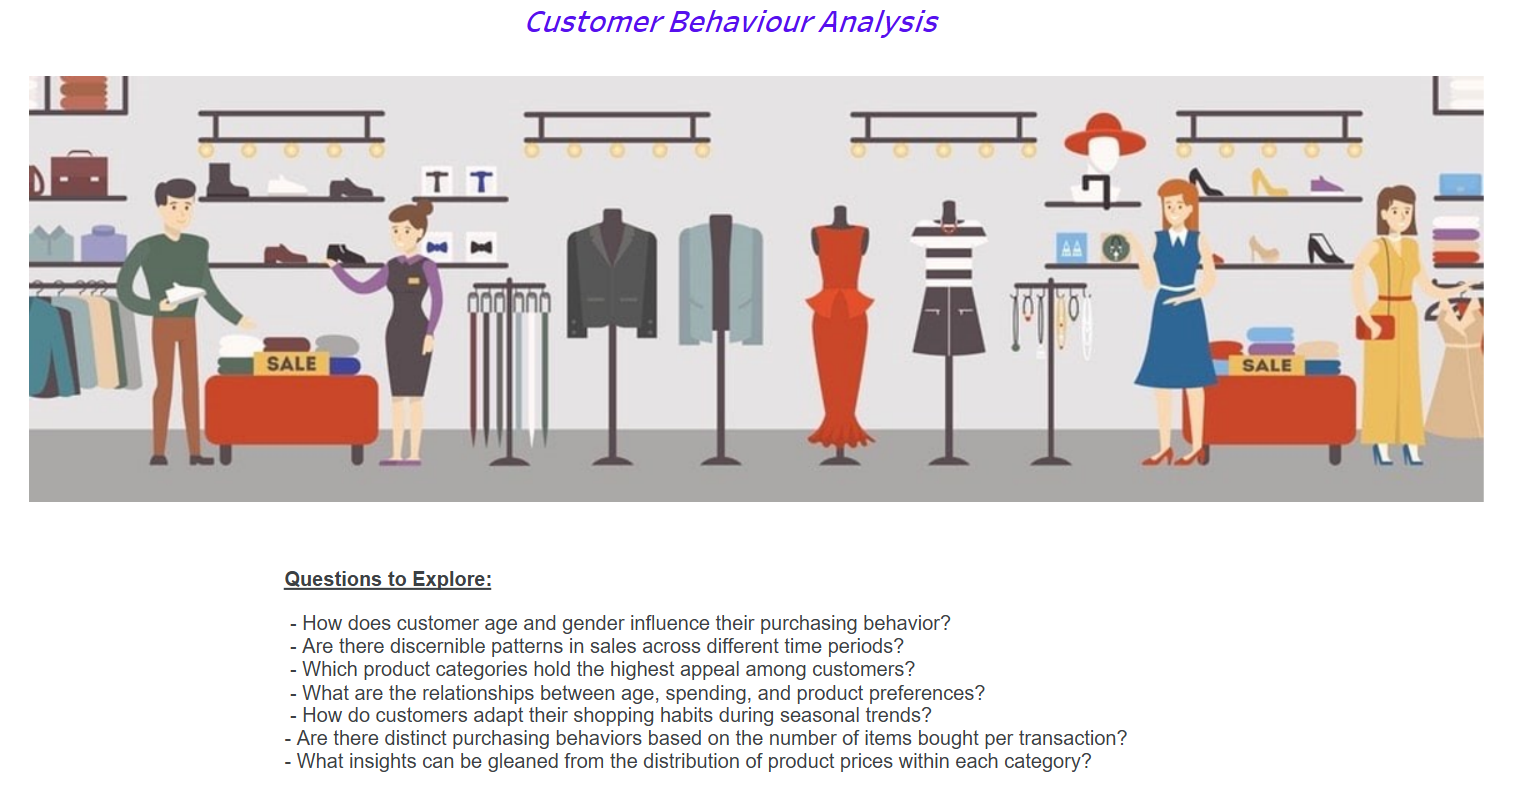 Customer Behaviour Analysis
SALE
SALE
Questions to Explore:
- How does customer age and gender influence their purchasing behavior?
- Are there discernible patterns in sales across different time periods?
- Which product categories hold the highest appeal among customers?
- What are the relationships between age, spending, and product preferences?
- How do customers adapt their shopping habits during seasonal trends?
- Are there distinct purchasing behaviors based on the number of items bought per transaction?
- What insights can be gleaned from the distribution of product prices within each category?